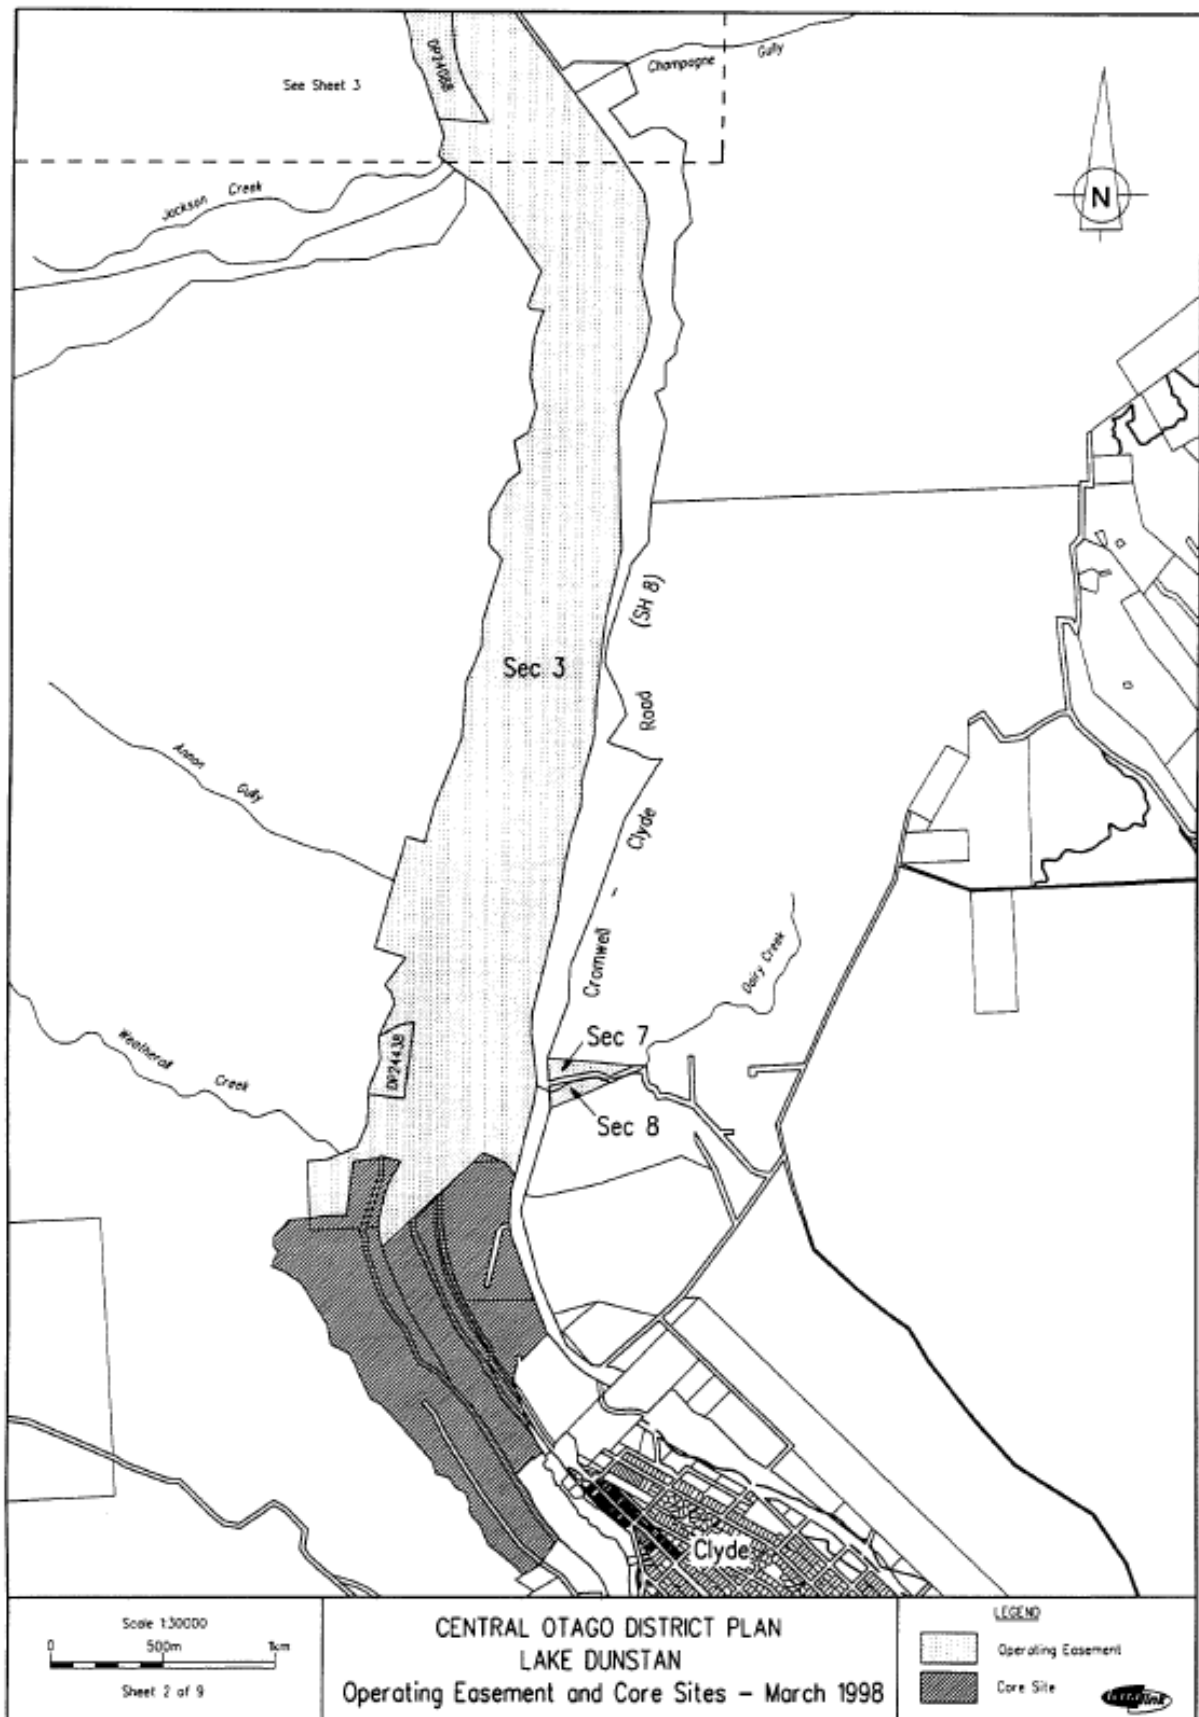 DP24088
Champagne Gully
See Sheet 3
N
Jackson Creek
(SH 8)
Sec 3
Road
Annan Gully
Clyde
Cromwell
Dairy Creek
Sec 7
DP24438
Weatherall Creek
Sec 8
Clyde
Scale 1:30000
0 500m 1km
Sheet 2 of 9
CENTRAL OTAGO DISTRICT PLAN
LAKE DUNSTAN
Operating Easement and Core Sites – March 1998
LEGEND
Operating Easement
Core Site